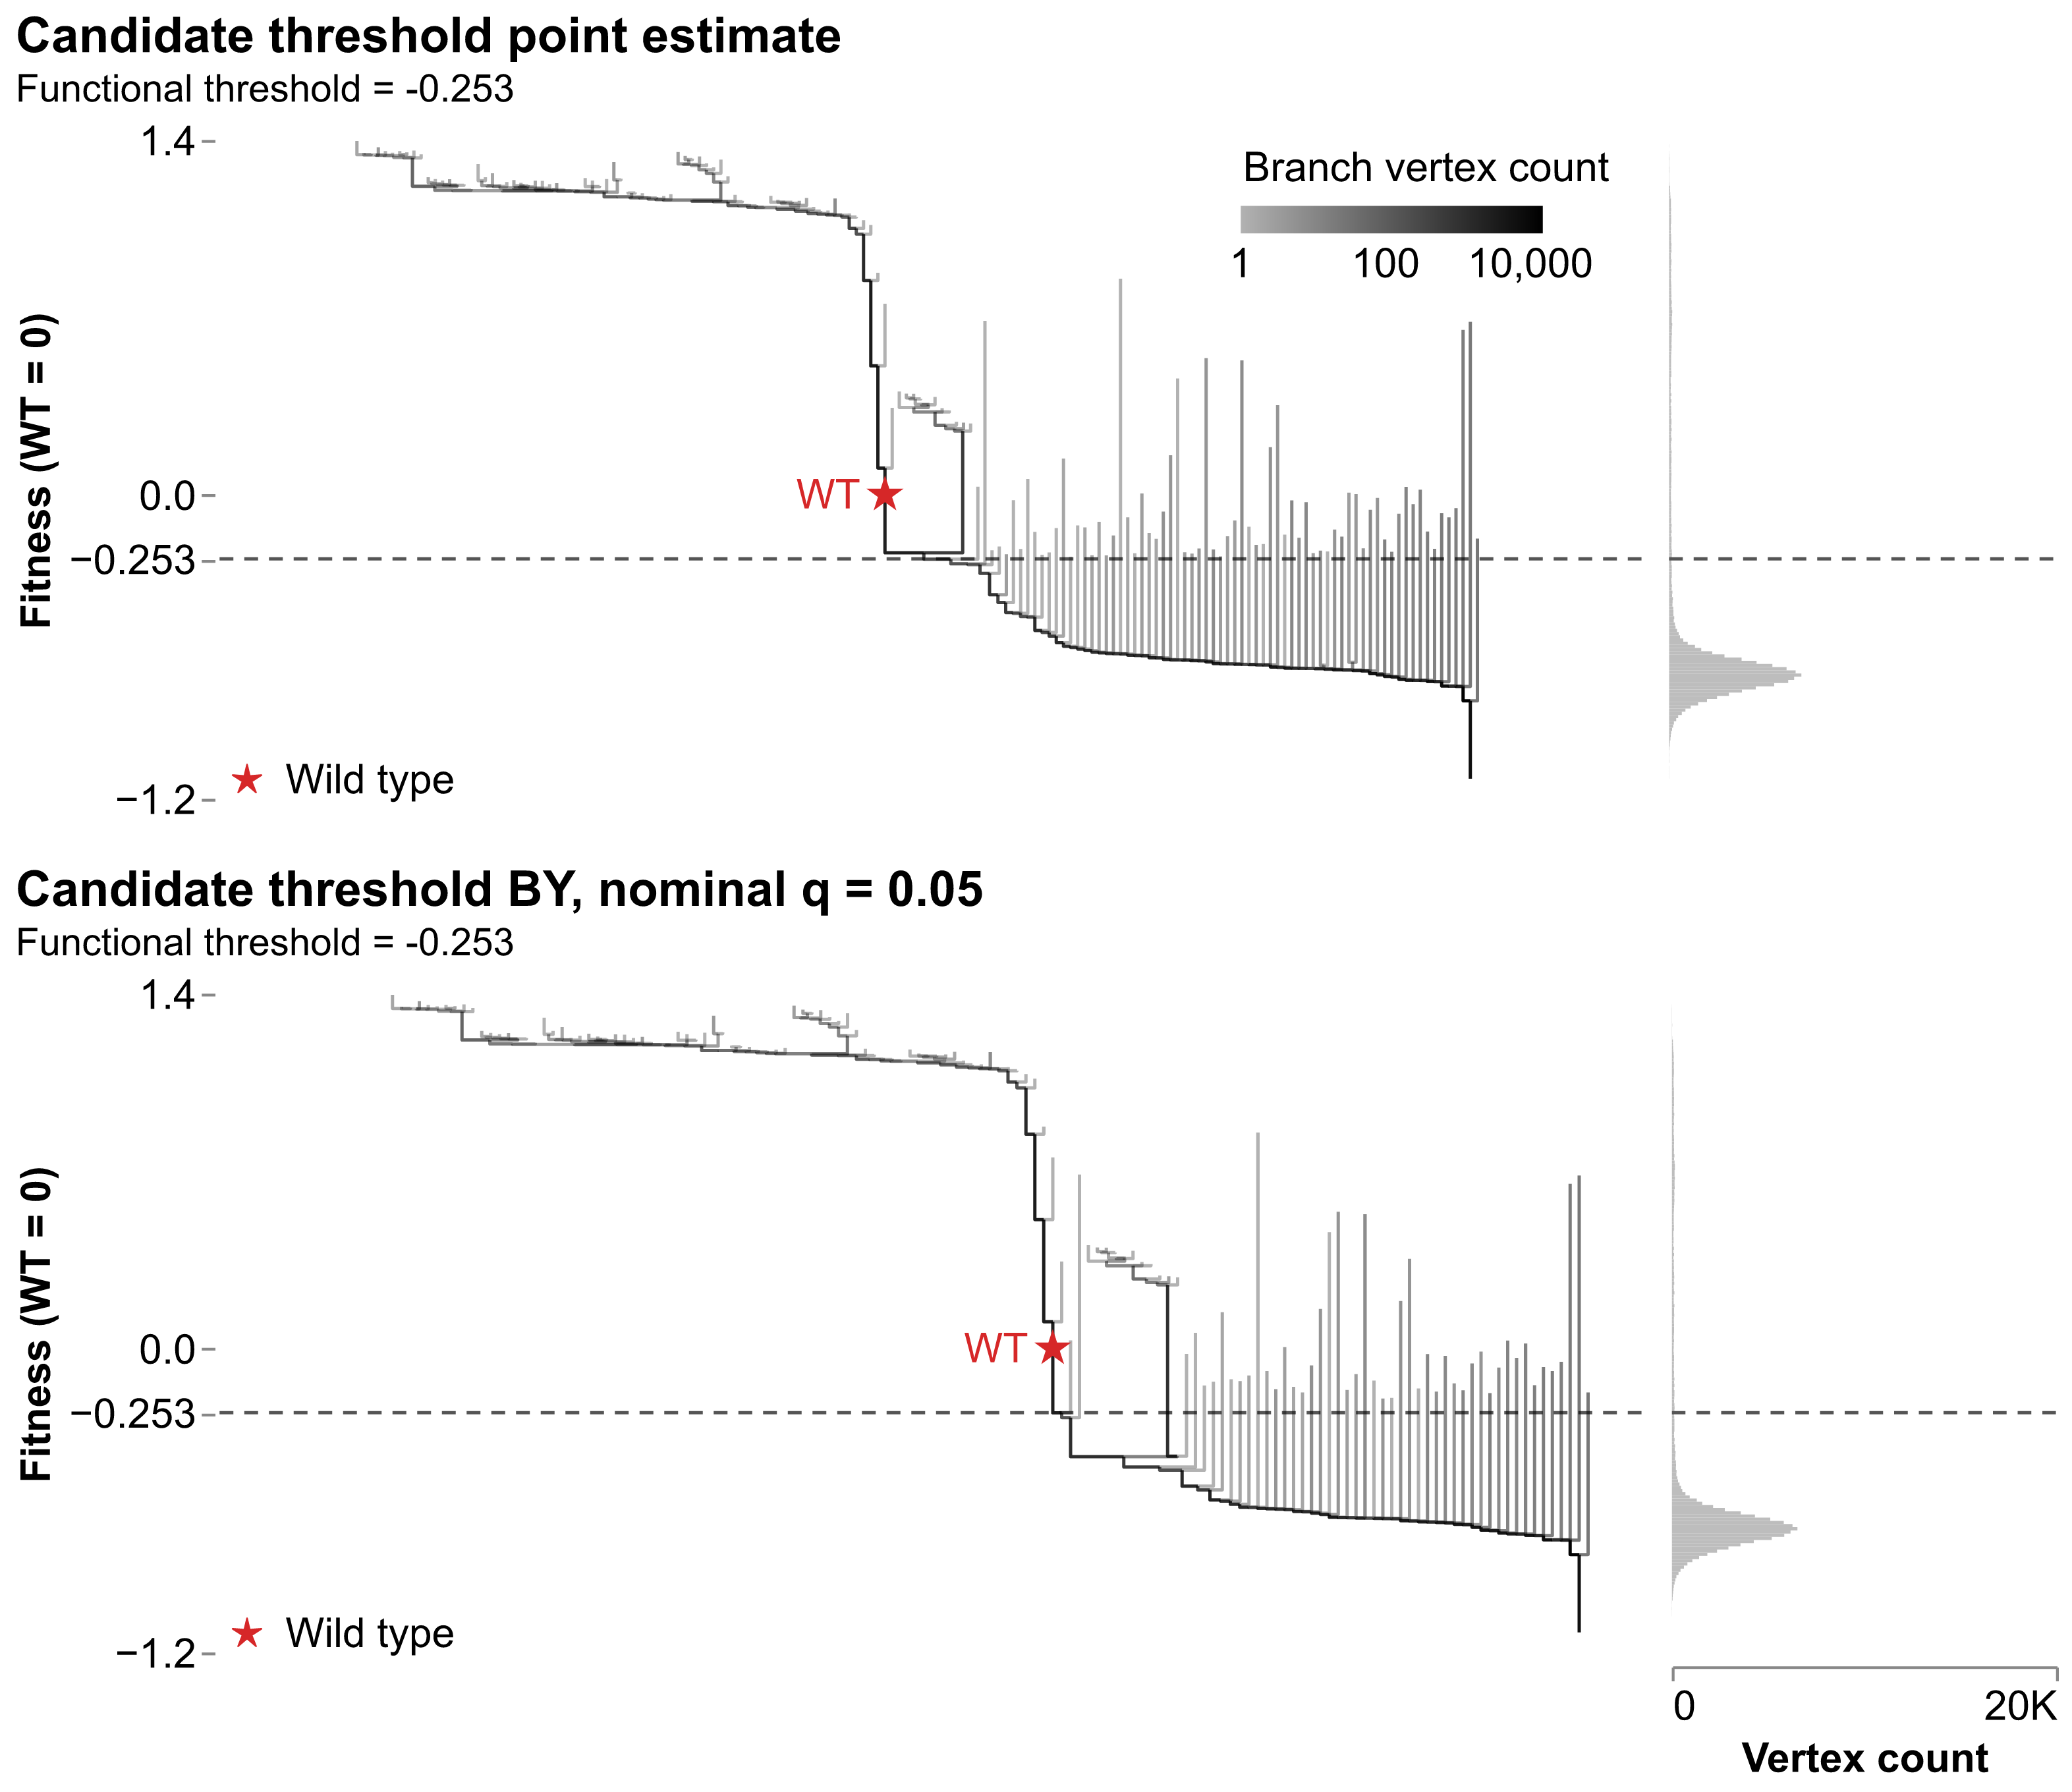 Candidate threshold point estimate
Functional threshold = -0.253
1.4
Branch vertex count
1 100 10,000
Fitness (WT = 0)
0.0
WT
−0.253
Wild type
−1.2
Candidate threshold BY, nominal q = 0.05
Functional threshold = -0.253
1.4
Fitness (WT = 0)
0.0
WT
−0.253
Wild type
−1.2
0 20K
Vertex count